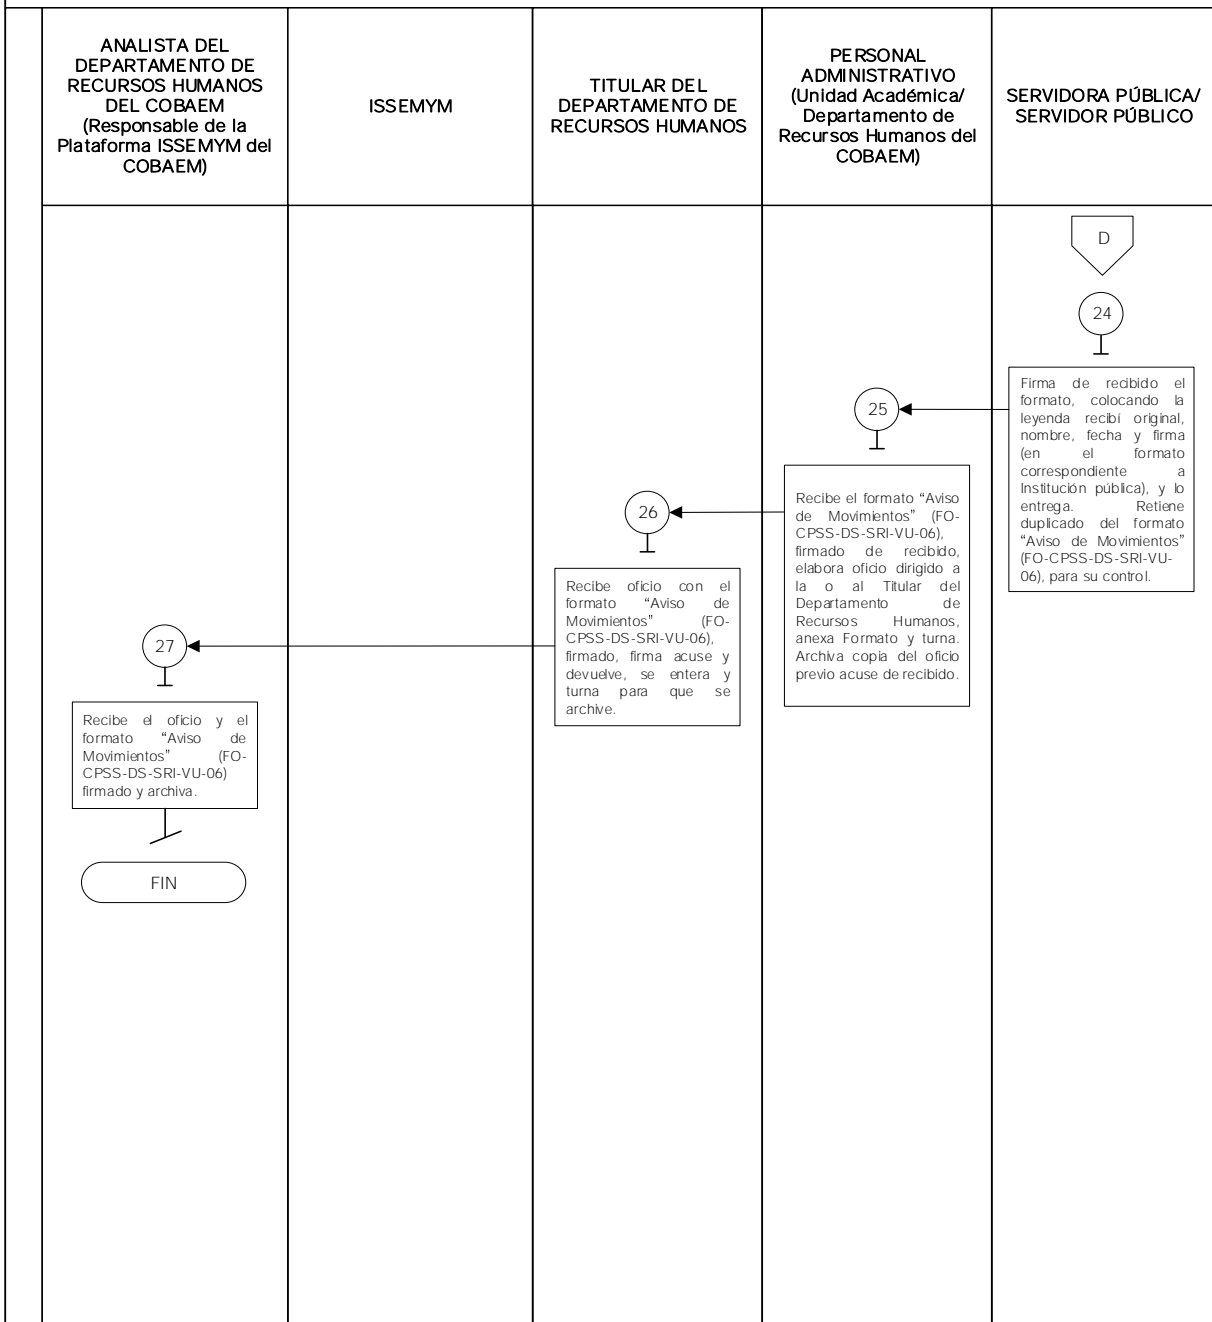 ANALISTA DEL
DEPARTAMENTO DE
RECURSOS HUMANOS
DEL COBAEM
(Responsable de la
Plataforma ISSEMYM del
COBAEM)
ISSEMYM
TITULAR DEL
DEPARTAMENTO DE
RECURSOS HUMANOS
PERSONAL
ADMINISTRATIVO
(Unidad Académica/
Departamento de
Recursos Humanos del
COBAEM)
SERVIDORA PÚBLICA/
SERVIDOR PÚBLICO
D
24
Firma de recibido el
formato, colocando la
leyenda recibí original,
nombre, fecha y firma
(en el formato
correspondiente a
Institución pública), y lo
entrega. Retiene
duplicado del formato
“Aviso de Movimientos”
(FO-CPSS-DS-SRI-VU-
06), para su control.
25
Recibe el formato “Aviso
de Movimientos” (FO-
CPSS-DS-SRI-VU-06),
firmado de recibido,
elabora oficio dirigido a
la o al Titular del
Departamento de
Recursos Humanos,
anexa Formato y turna.
Archiva copia del oficio
previo acuse de recibido.
26
Recibe oficio con el
formato “Aviso de
Movimientos” (FO-
CPSS-DS-SRI-VU-06),
firmado, firma acuse y
devuelve, se entera y
turna para que se
archive.
27
Recibe el oficio y el
formato “Aviso de
Movimientos” (FO-
CPSS-DS-SRI-VU-06)
firmado y archiva.
FIN